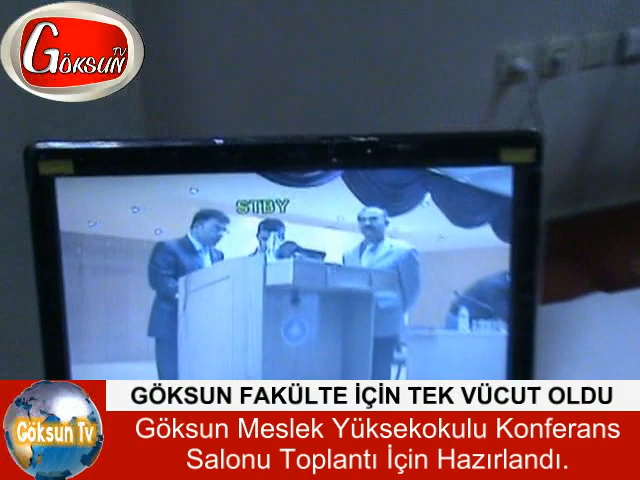 GÖKSUN TV
STBY
GÖKSUN FAKÜLTE İÇİN TEK VÜCUT OLDU
Göksun Tv
Göksun Meslek Yüksekokulu Konferans
Salonu Toplantı İçin Hazırlandı.